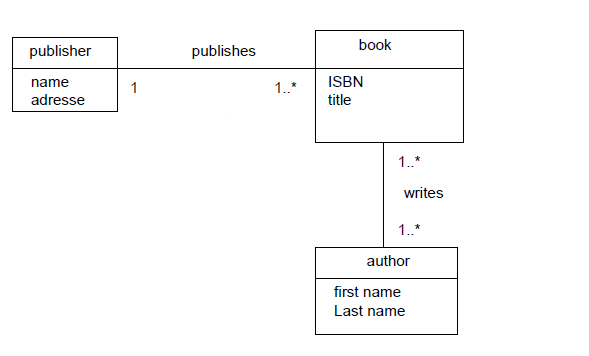 publisher
name
adresse
publishes
1
1..*
book
ISBN
title
1..*
writes
1..*
author
first name
Last name